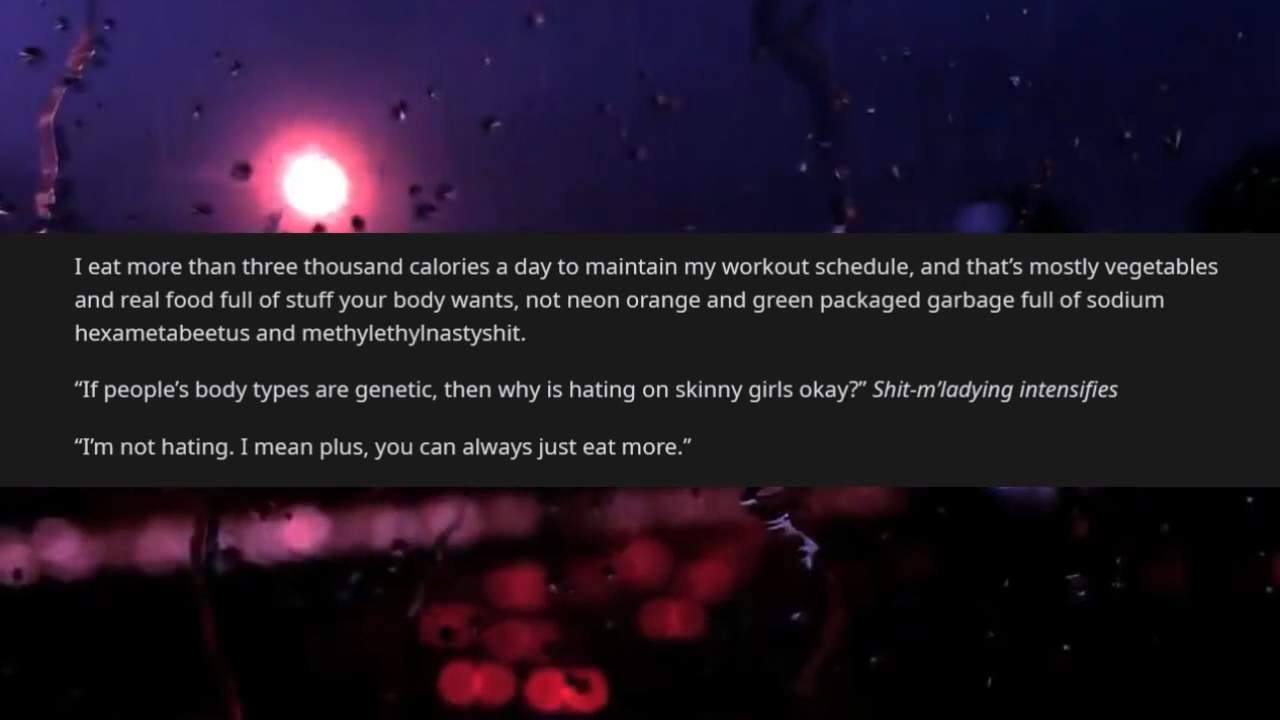 I eat more than three thousand calories a day to maintain my workout schedule, and that’s mostly vegetables
and real food full of stuff your body wants, not neon orange and green packaged garbage full of sodium
hexametabeetus and methylethylnastyshit.
“If people’s body types are genetic, then why is hating on skinny girls okay?” Shit-m’ladying intensifies
“I’m not hating. I mean plus, you can always just eat more.”